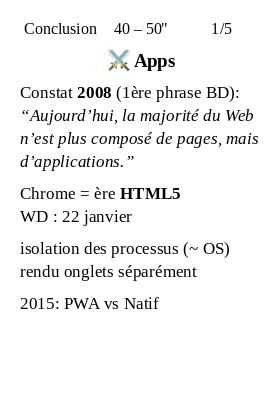 Conclusion 40 – 50" 1/5
⚔️ Apps
Constat 2008 (1ère phrase BD):
“Aujourd’hui, la majorité du Web
n’est plus composé de pages, mais
d’applications.”
Chrome = ère HTML5
WD : 22 janvier
isolation des processus (~ OS)
rendu onglets séparément
2015: PWA vs Natif